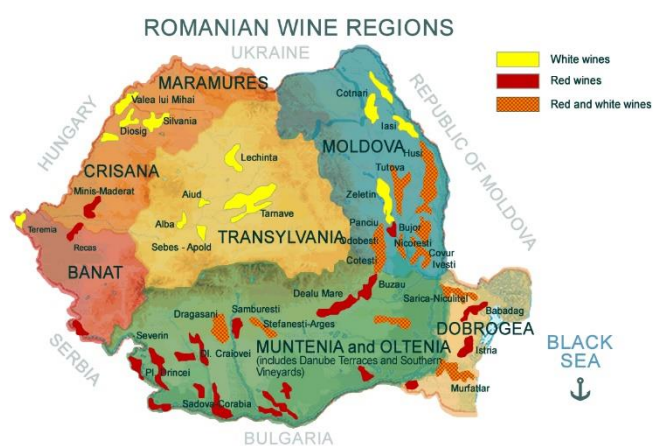 ROMANIAN WINE REGIONS
UKRAINE
White wines
Red wines
Red and white wines
MARAMURES
Valea lui Mihai
Silvania
Diosig
HUNGARY
CRISANA
Minis-Maderat
Teremia
Recas
BANAT
SERBIA
Lechinta
Aiud
Alba
Tarnave
Sebes - Apold
TRANSYLVANIA
Cotnari
Iasi
MOLDOVA
Husi
Tutova
Zeletin
Panciu
Bujor
Odobesti
Nicoresti
Cotesti
Covur
Ivesti
REPUBLIC OF MOLDOVA
Dealu Mare
Buzau
Sarica-Niculitel
Babadag
DOBROGEA
Istria
Murfatlar
Samburesti
Dragasani
Stefanesti-Arges
Severin
Dl. Craiovei
Pl. Drincei
Sadova-Corabia
MUNTENIA and OLTENIA
(includes Danube Terraces and Southern
Vineyards)
BLACK
SEA
BULGARIA